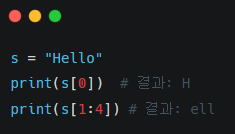 s = "Hello"
print(s[0])  # 결과: H
print(s[1:4]) # 결과: ell